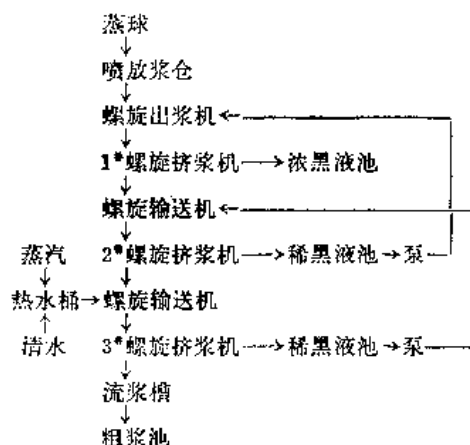 蒸球
↓
喷放浆仓
↓
螺旋出浆机←
↓
1#螺旋挤浆机→浓黑液池
↓
螺旋输送机←
↓
蒸汽 2#螺旋挤浆机→稀黑液池→泵
↓ ↓
热水桶→螺旋输送机
↑ ↓
清水 3#螺旋挤浆机→稀黑液池→泵
↓
流浆槽
↓
粗浆池